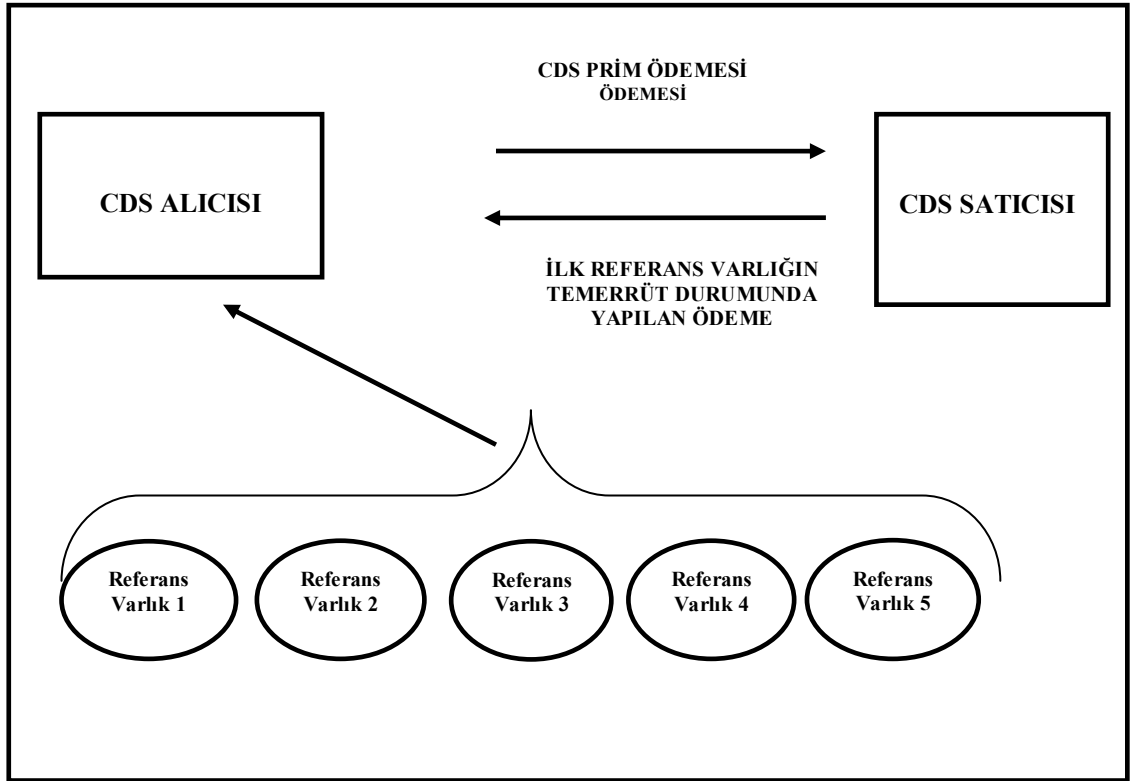 CDS PRİM ÖDEMESİ
ÖDEMESİ
CDS ALICISI
CDS SATICISI
İLK REFERANS VARLIĞIN
TEMERRÜT DURUMUNDA
YAPILAN ÖDEME
Referans
Varlık 1
Referans
Varlık 2
Referans
Varlık 3
Referans
Varlık 4
Referans
Varlık 5